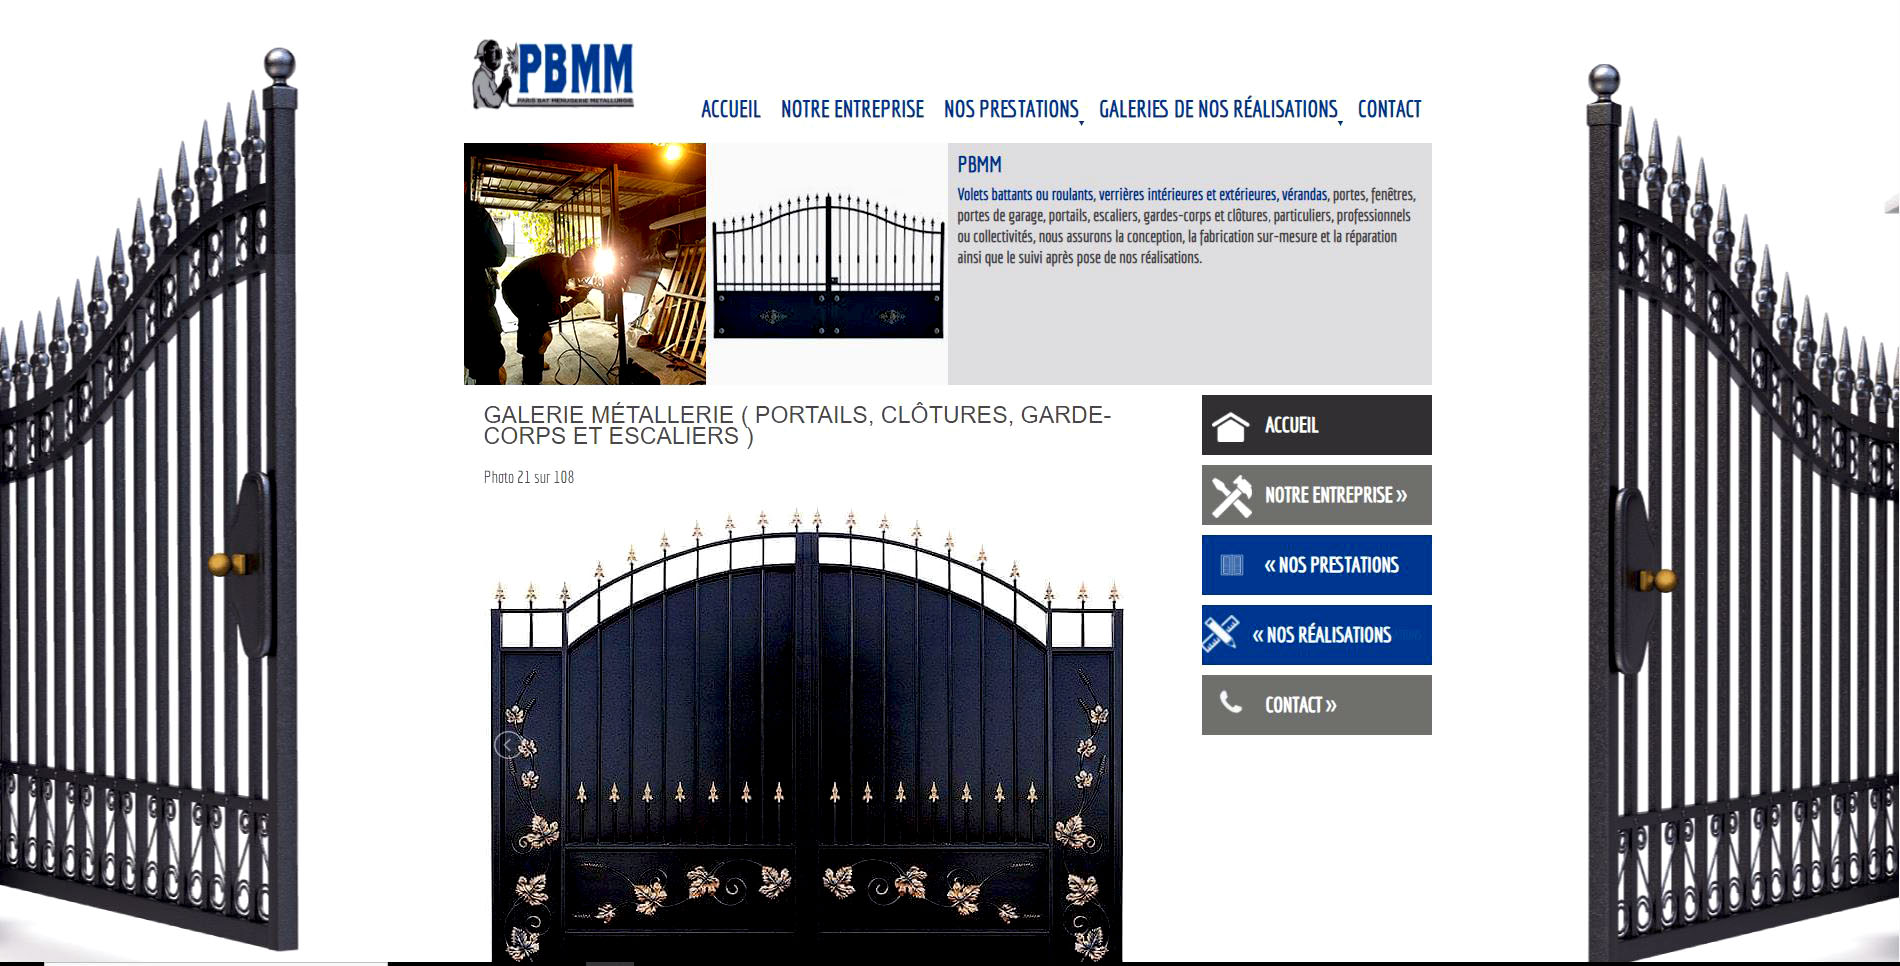 PBMM
PARIS BAT MENUISERIE METALLURGIE
ACCUEIL NOTRE ENTREPRISE NOS PRESTATIONS GALERIES DE NOS RÉALISATIONS CONTACT
PBMM
Volets battants ou roulants, verrières intérieures et extérieures, vérandas, portes, fenêtres,
portes de garage, portails, escaliers, gardes-corps et clôtures, particuliers, professionnels
ou collectivités, nous assurons la conception, la fabrication sur-mesure et la réparation
ainsi que le suivi après pose de nos réalisations.
GALERIE MÉTALLERIE ( PORTAILS, CLÔTURES, GARDE-
CORPS ET ESCALIERS )
Photo 21 sur 108
ACCUEIL
NOTRE ENTREPRISE »
« NOS PRESTATIONS
« NOS RÉALISATIONS
CONTACT »